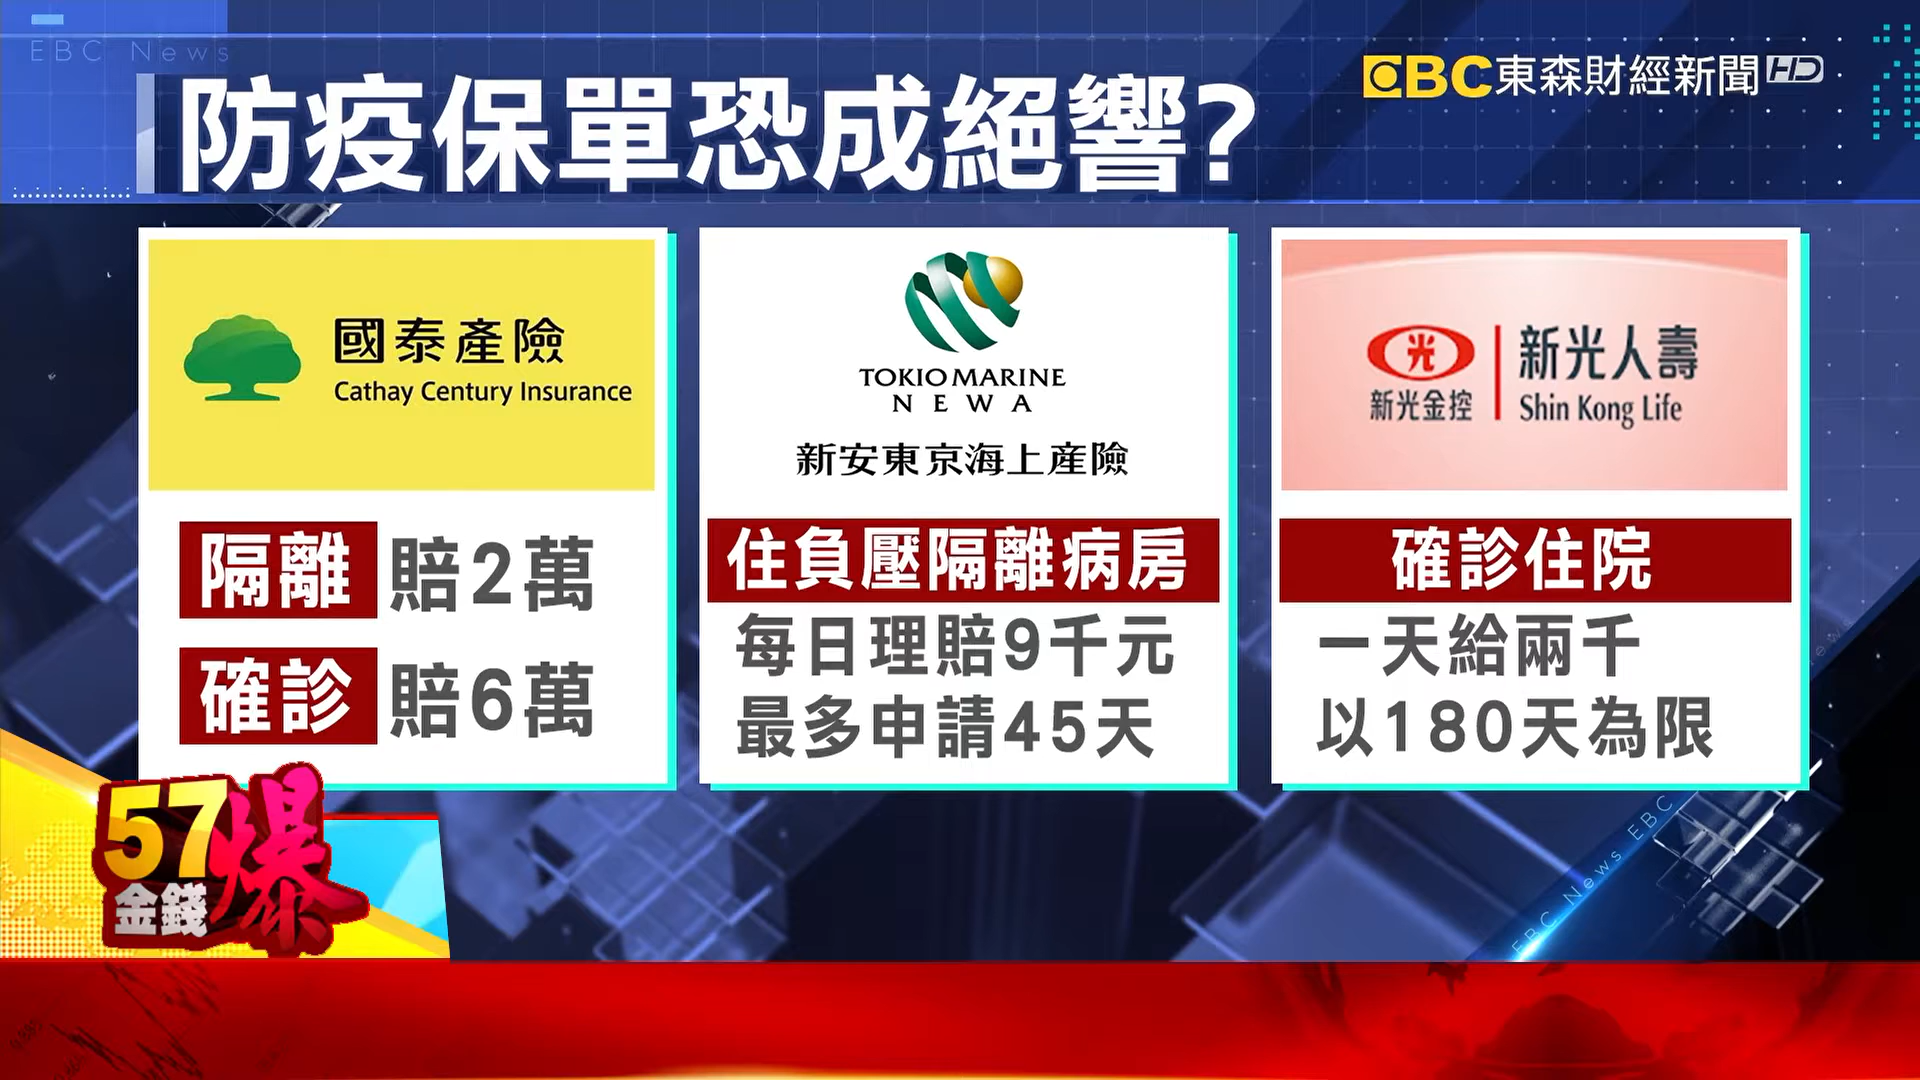 EBC News
防疫保單恐成絕響?
EBC東森財經新聞HD
國泰產險
Cathay Century Insurance
隔離 賠2萬
確診 賠6萬
TOKIO MARINE
NEWA
新安東京海上産險
住負壓隔離病房
每日理賠9千元
最多申請45天
光
新光金控
新光人壽
Shin Kong Life
確診住院
一天給兩千
以180天為限
57
金錢
爆
EBC News EBC